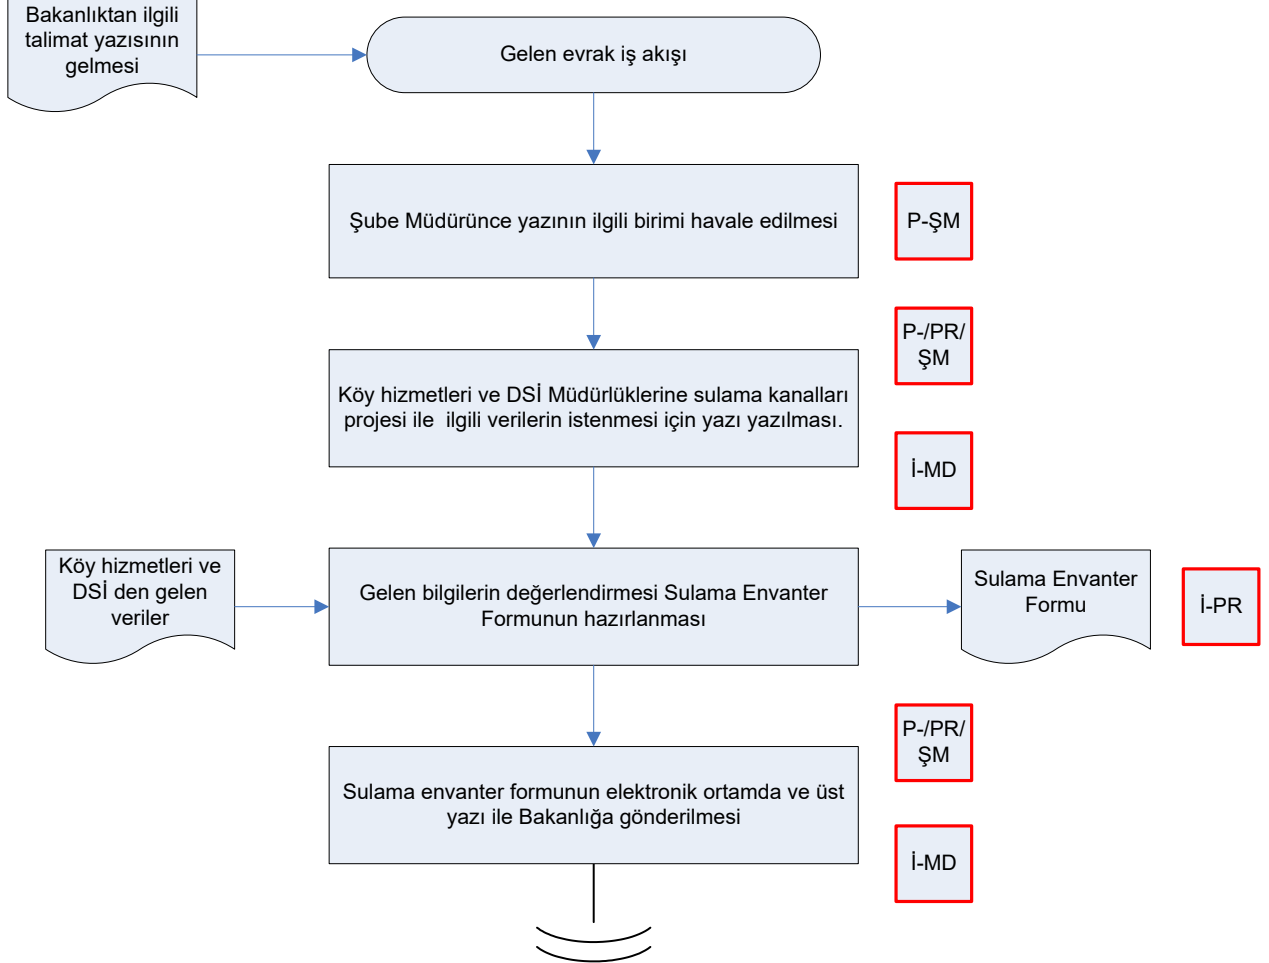 Bakanlıktan ilgili
talimat yazısının
gelmesi
Gelen evrak iş akışı
Şube Müdürünce yazının ilgili birimi havale edilmesi
P-ŞM
P-/PR/
ŞM
Köy hizmetleri ve DSİ Müdürlüklerine sulama kanalları
projesi ile  ilgili verilerin istenmesi için yazı yazılması.
İ-MD
Köy hizmetleri ve
DSİ den gelen
veriler
Gelen bilgilerin değerlendirmesi Sulama Envanter
Formunun hazırlanması
Sulama Envanter
Formu
İ-PR
P-/PR/
ŞM
Sulama envanter formunun elektronik ortamda ve üst
yazı ile Bakanlığa gönderilmesi
İ-MD